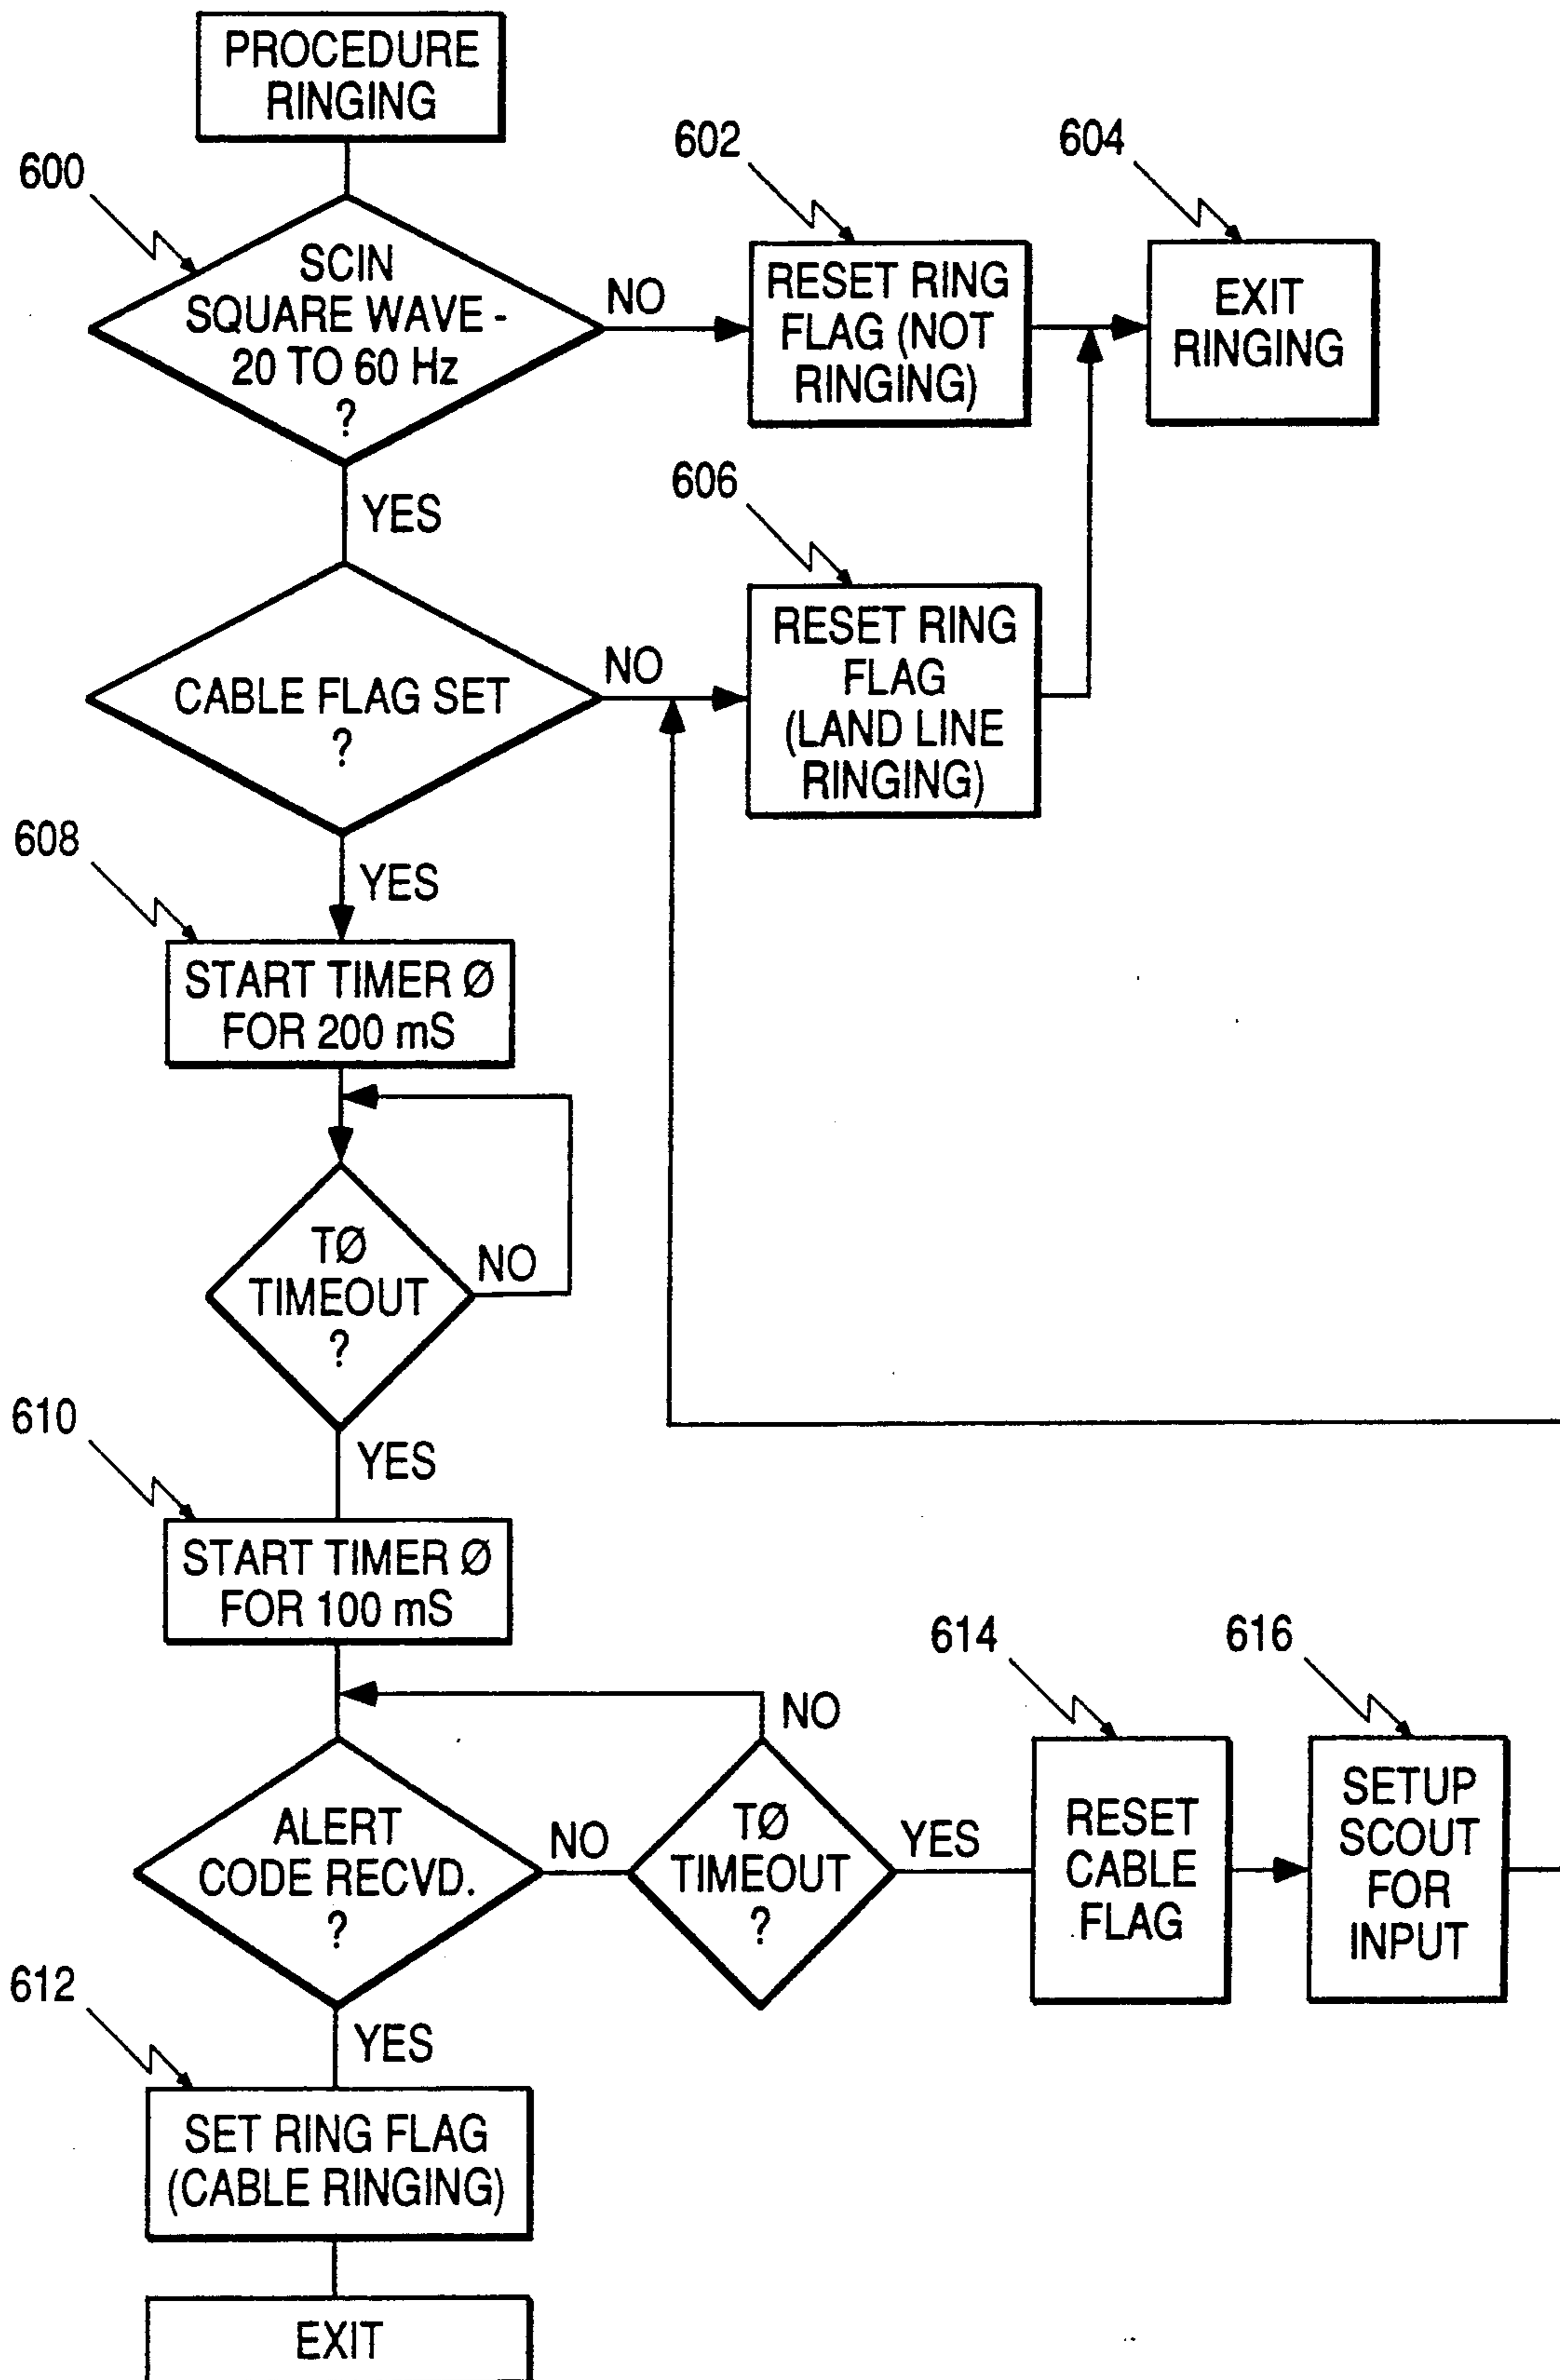 PROCEDURE
RINGING
600
SCIN
SQUARE WAVE -
20 TO 60 Hz
?
NO
602
RESET RING
FLAG (NOT
RINGING)
604
EXIT
RINGING
YES
CABLE FLAG SET
?
NO
606
RESET RING
FLAG
(LAND LINE
RINGING)
YES
608
START TIMER Ø
FOR 200 mS
TØ
TIMEOUT
?
NO
YES
610
START TIMER Ø
FOR 100 mS
ALERT
CODE RECVD.
?
NO
TØ
TIMEOUT
?
NO
YES
614
RESET
CABLE
FLAG
616
SETUP
SCOUT
FOR
INPUT
YES
612
SET RING FLAG
(CABLE RINGING)
EXIT